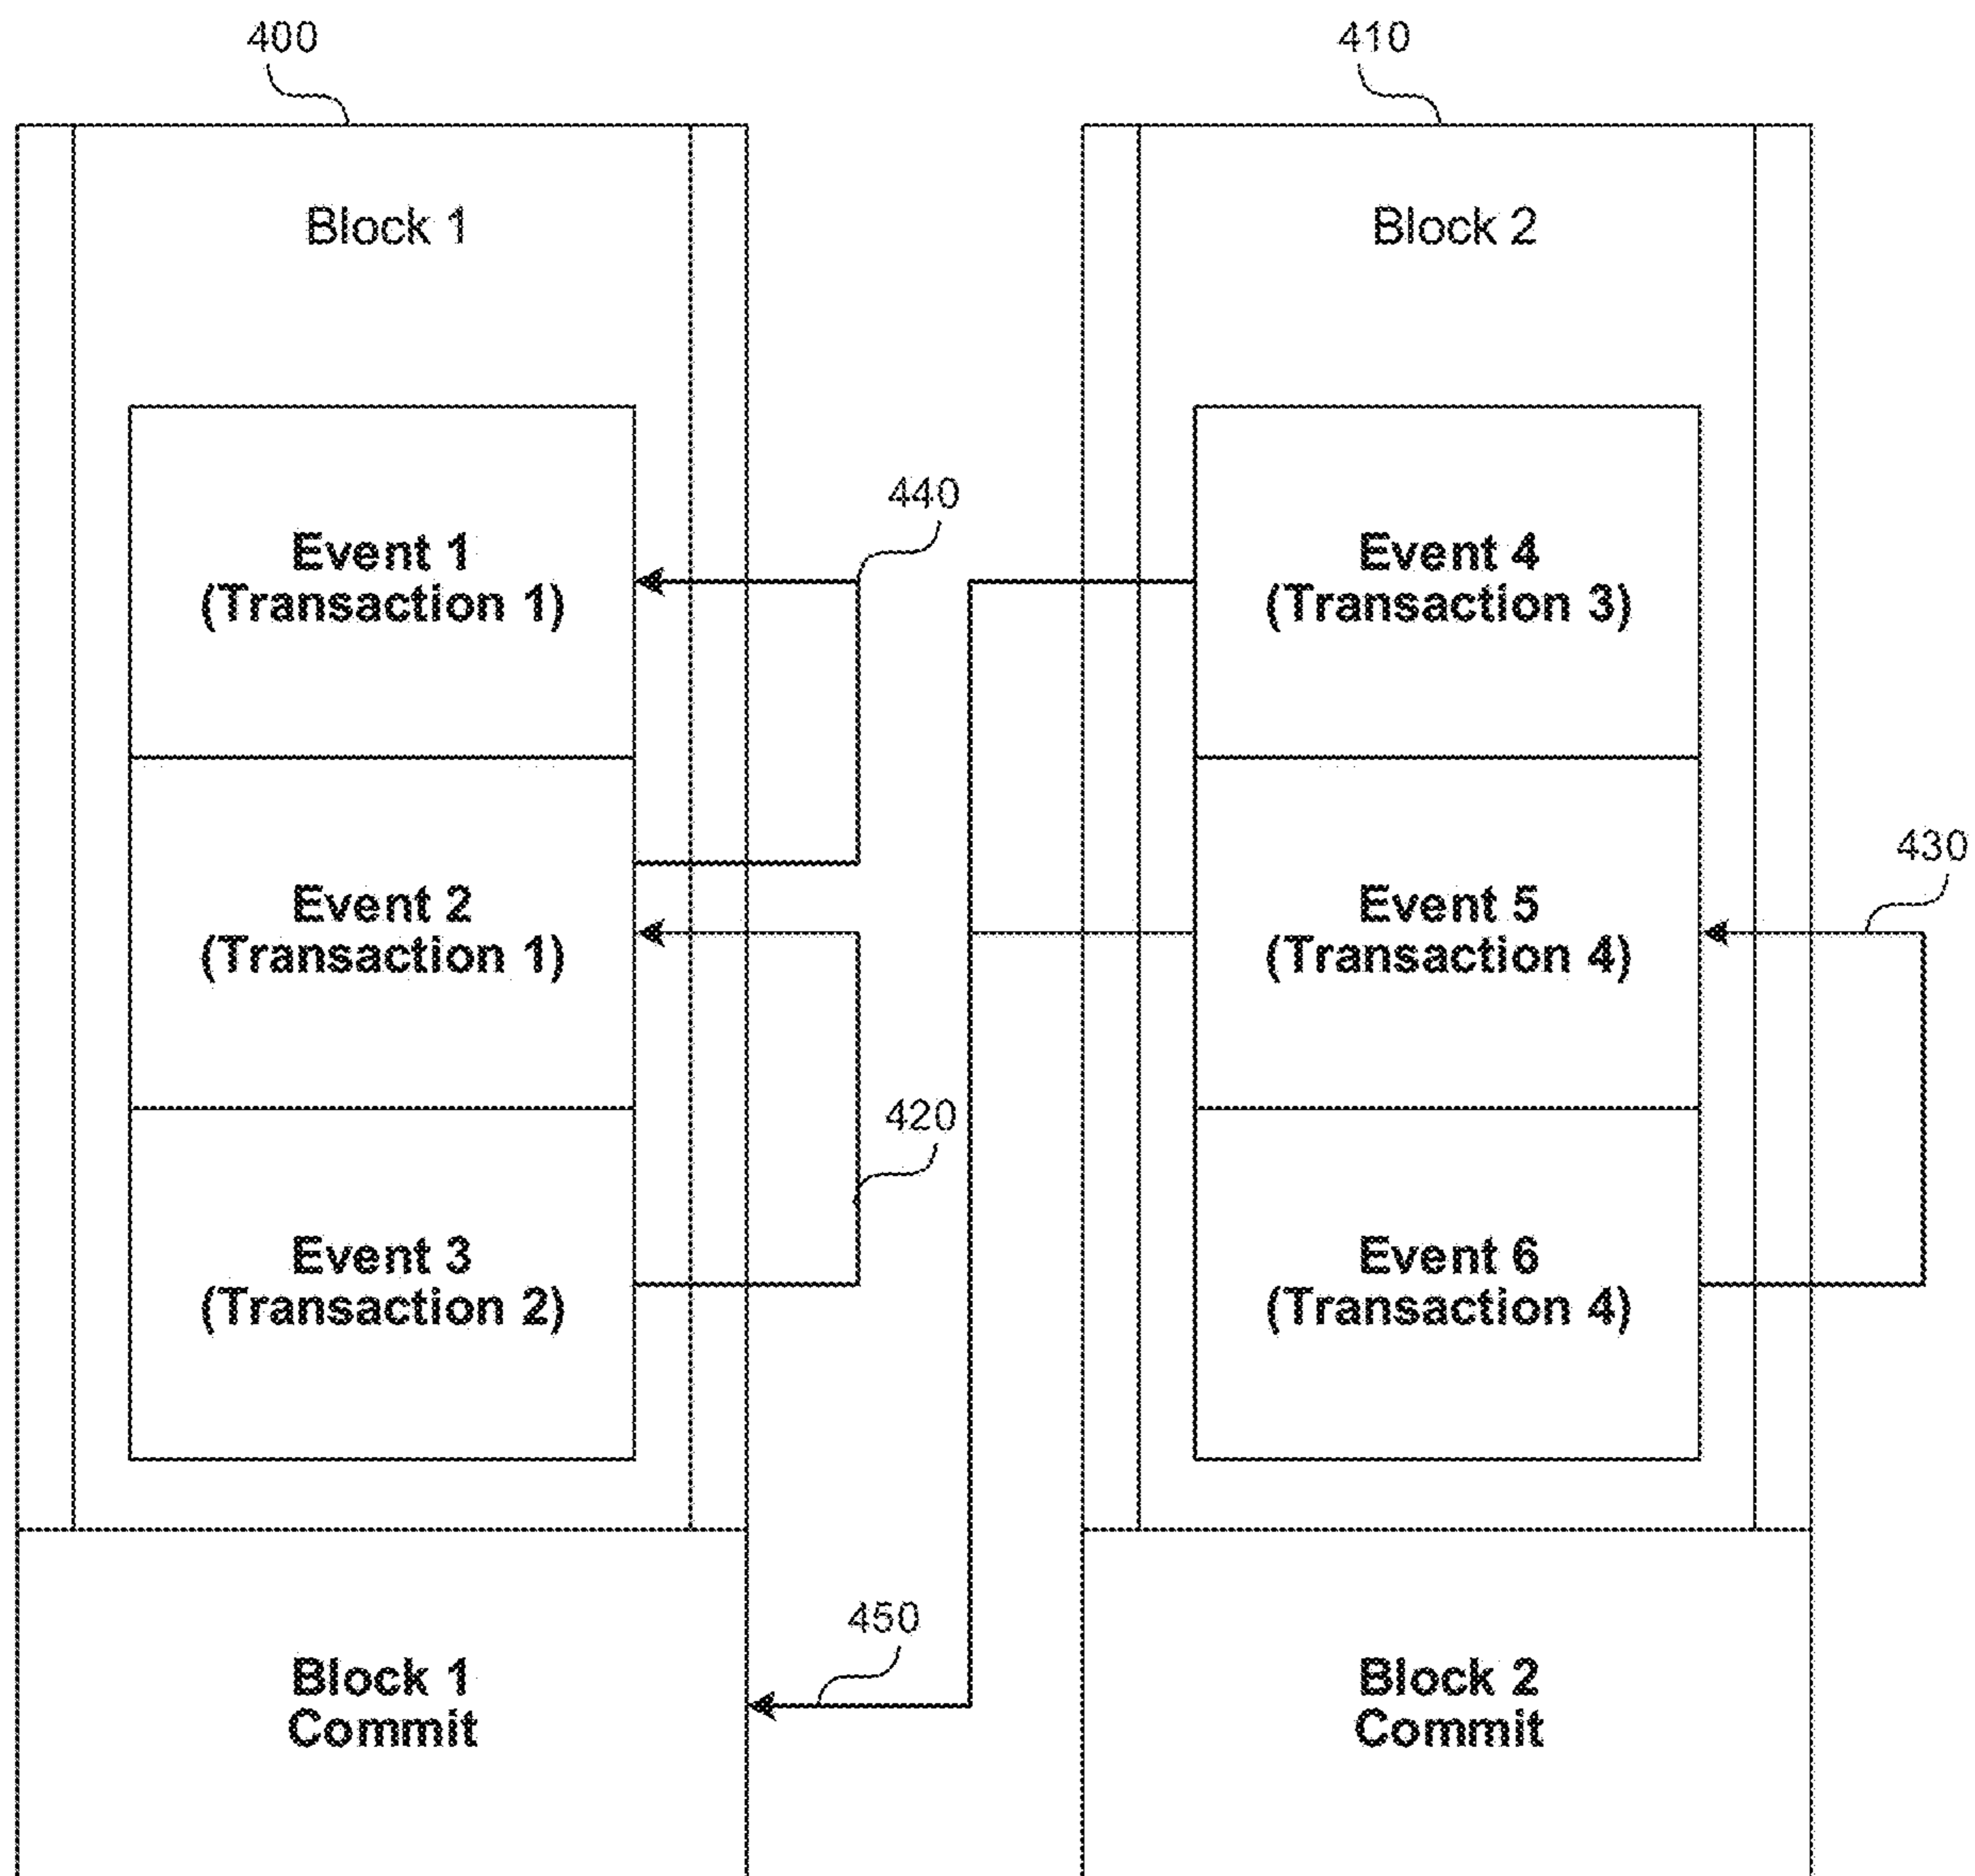 400
410
Block 1
Block 2
440
Event 1
(Transaction 1)
Event 4
(Transaction 3)
430
Event 2
(Transaction 1)
Event 5
(Transaction 4)
420
Event 3
(Transaction 2)
Event 6
(Transaction 4)
450
Block 1
Commit
Block 2
Commit